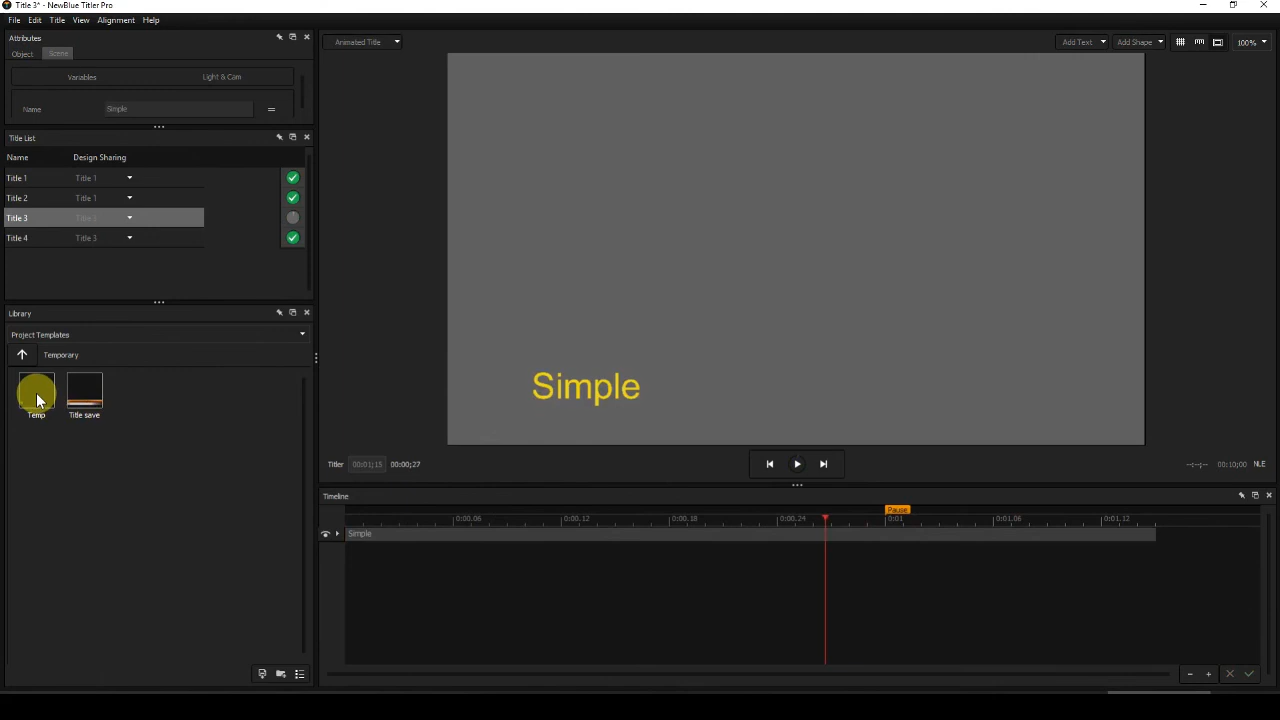 Title 3* - NewBlue Titler Pro
File Edit Title View Alignment Help
Attributes
Object Scene
Variables Light & Cam
Name Simple
Title List
Name Design Sharing
Title 1 Title 1
Title 2 Title 1
Title 3
Title 4 Title 3
Library
Project Templates
Temporary
Temp Title save
Animated Title Add Text Add Shape 100%
Simple
Titler 00:01;15 00:00;27 --:--;-- 00:10;00 NLE
Timeline
Pause
0:00.06 0:00.12 0:00.18 0:00.24 0:01 0:01.06 0:01.12
Simple